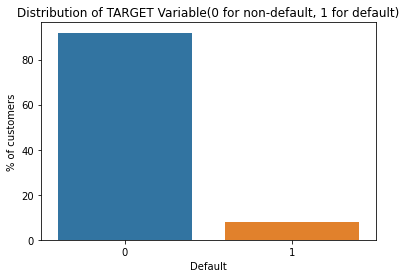 Distribution of TARGET Variable(0 for non-default, 1 for default)
% of customers
80
60
40
20
0
0 1
Default